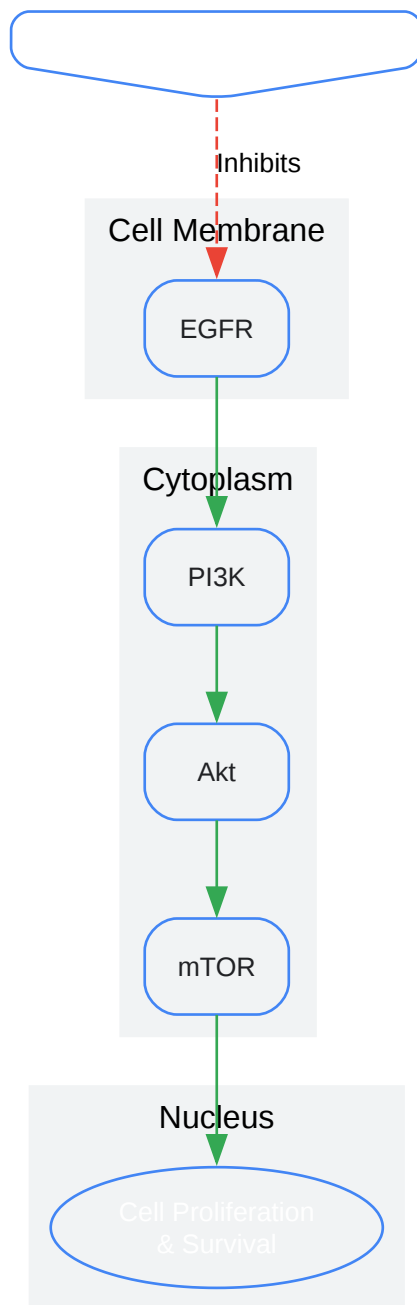 Inhibits
Cell Membrane
EGFR
Cytoplasm
PI3K
Akt
mTOR
Nucleus
Cell Proliferation
& Survival